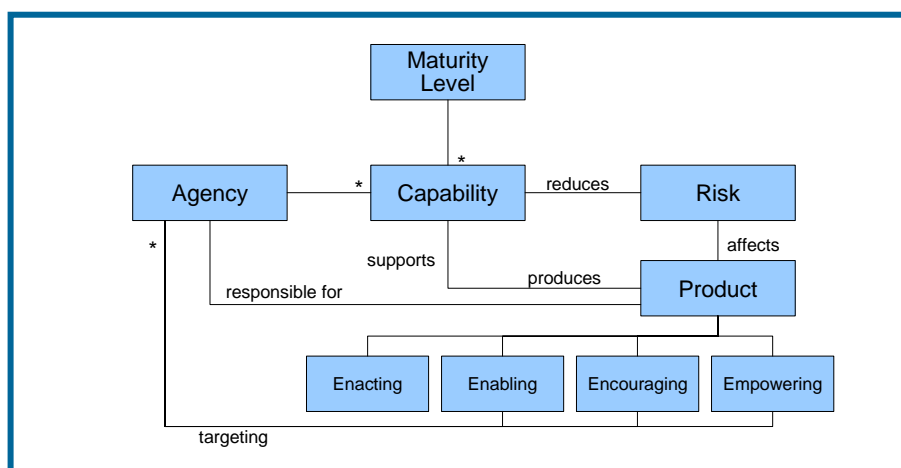 Maturity
Level
*
Agency
*
Capability
reduces
Risk
*
supports
affects
responsible for
produces
Product
Enacting
Enabling
Encouraging
Empowering
targeting